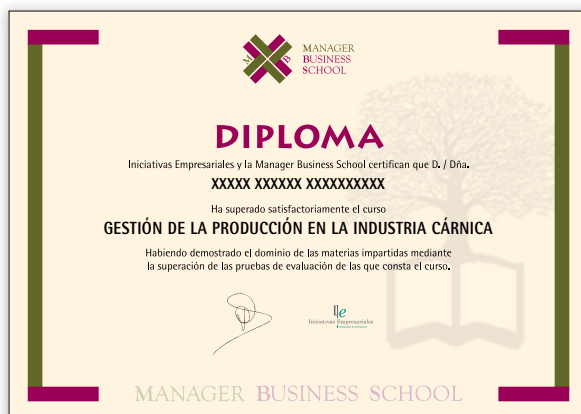 M B
MANAGER
BUSINESS
SCHOOL
DIPLOMA
Iniciativas Empresariales y la Manager Business School certifican que D. / Dña.
XXXXX XXXXXX XXXXXXXXXX
Ha superado satisfactoriamente el curso
GESTIÓN DE LA PRODUCCIÓN EN LA INDUSTRIA CÁRNICA
Habiendo demostrado el dominio de las materias impartidas mediante
la superación de las pruebas de evaluación de las que consta el curso.
Ie
Iniciativas Empresariales
MANAGER BUSINESS SCHOOL